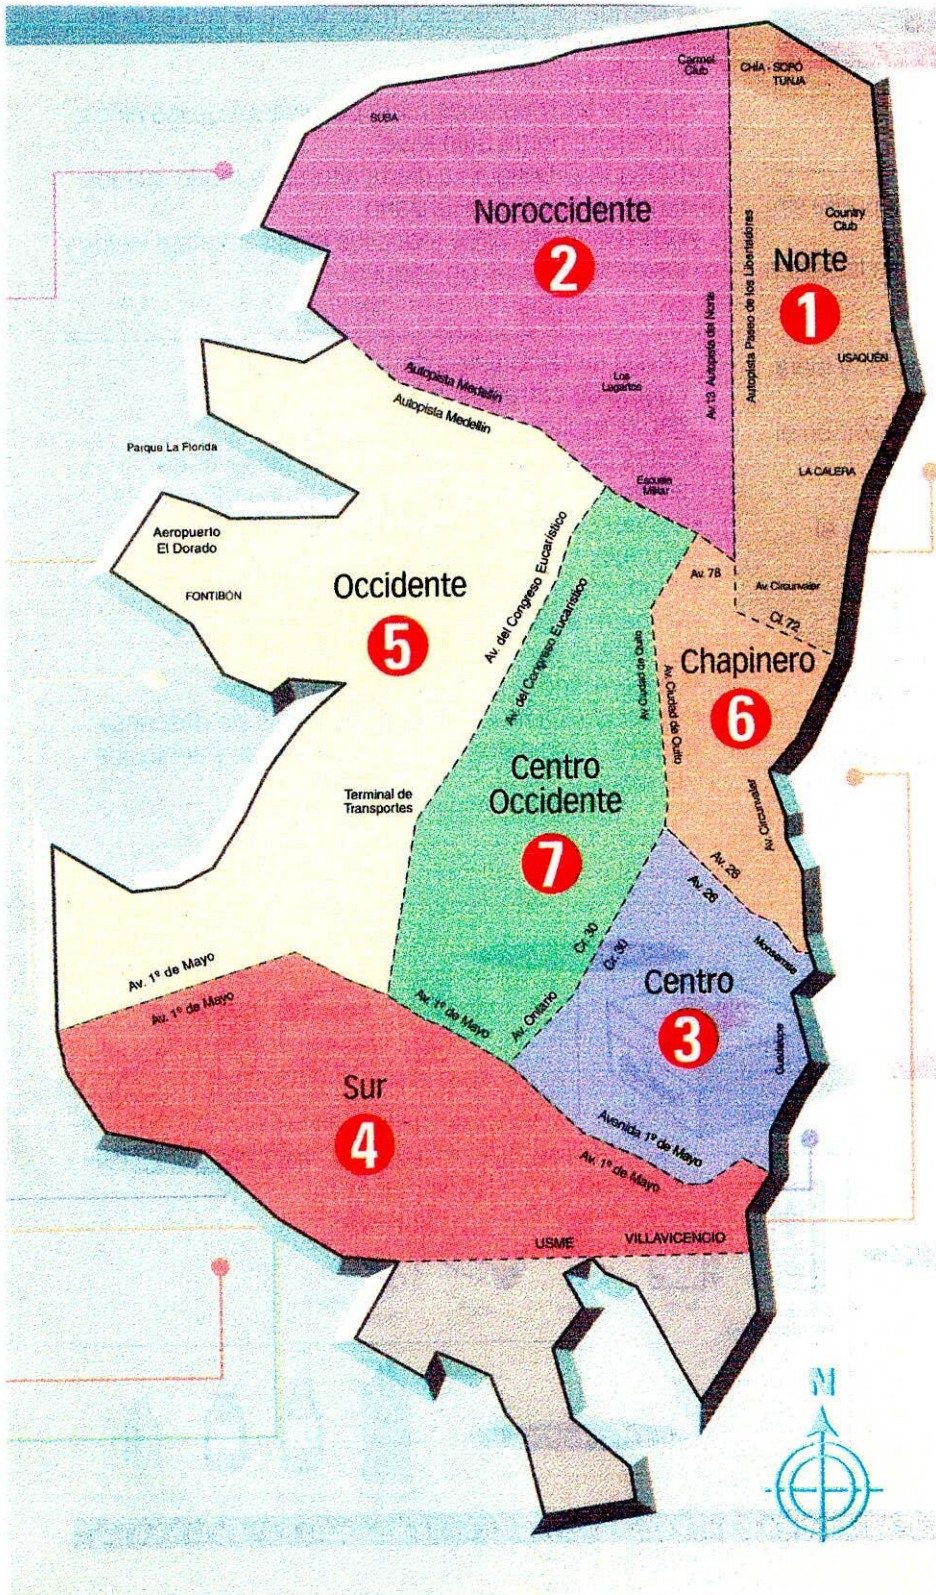 Carmel
Club
CHÍA - SOPÓ
TUNJA
SUBA
Noroccidente
2
Country
Club
Norte
1
Autopista Paseo de los Libertadores
Av 13 Autopista del Norte
USAQUÉN
Autopista Medellín
Autopista Medellín
Los
Lagartos
Parque La Florida
LA CALERA
Escuela
Militar
Aeropuerto
El Dorado
FONTIBÓN
Occidente
5
Av. del Congreso Eucarístico
Av. del Congreso Eucarístico
Av. 78
Av. Circunvalar
Cl. 72
Chapinero
6
Av. Ciudad de Quito
Av. Ciudad de Quito
Centro
Occidente
7
Terminal de
Transportes
Av. Circunvalar
Av. 26
Av. 26
Monserrate
Cr. 30
Cr. 30
Centro
3
Guadalupe
Av. 1º de Mayo
Av. 1º de Mayo
Av. 1º de Mayo
Av. Ontario
Sur
4
Avenida 1º de Mayo
Av. 1º de Mayo
USME
VILLAVICENCIO
N